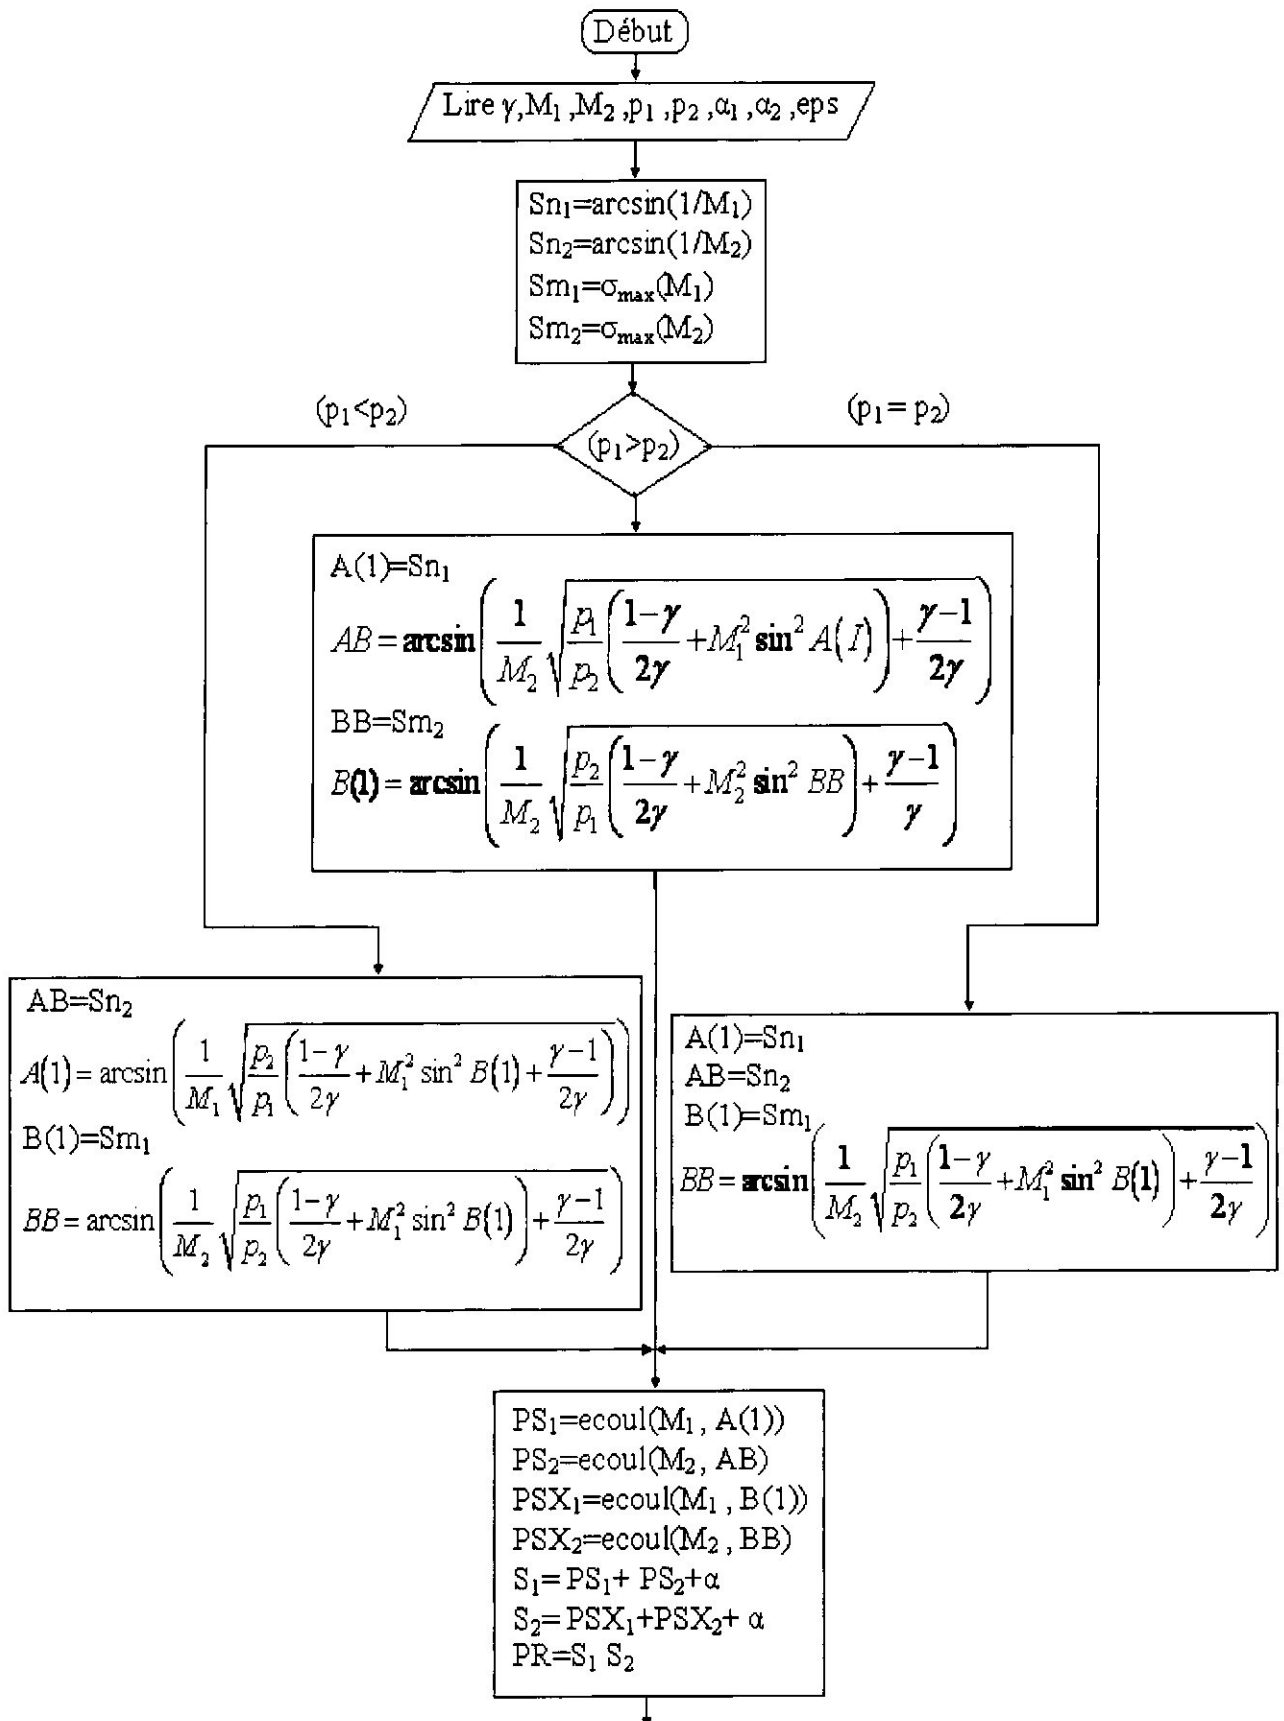 Début
Lire γ,M₁ ,M₂ ,p₁ ,p₂ ,α₁ ,α₂ ,eps
Sn₁=arcsin(1/M₁)
Sn₂=arcsin(1/M₂)
Sm₁=σₘₐₓ(M₁)
Sm₂=σₘₐₓ(M₂)
(p₁<p₂)
(p₁>p₂)
(p₁= p₂)
A(1)=Sn₁
AB = arcsin( 1/M₂ √( p₁/p₂ ( (1-γ)/2γ + M₁² sin² A(I) ) + (γ-1)/2γ ) )
BB=Sm₂
B(1) = arcsin( 1/M₂ √( p₂/p₁ ( (1-γ)/2γ + M₂² sin² BB ) + (γ-1)/γ ) )
AB=Sn₂
A(1) = arcsin( 1/M₁ √( p₂/p₁ ( (1-γ)/2γ + M₁² sin² B(1) + (γ-1)/2γ ) ) )
B(1)=Sm₁
BB = arcsin( 1/M₂ √( p₁/p₂ ( (1-γ)/2γ + M₁² sin² B(1) ) + (γ-1)/2γ ) )
A(1)=Sn₁
AB=Sn₂
B(1)=Sm₁
BB = arcsin( 1/M₂ √( p₁/p₂ ( (1-γ)/2γ + M₁² sin² B(1) ) + (γ-1)/2γ ) )
PS₁=ecoul(M₁ , A(1))
PS₂=ecoul(M₂ , AB)
PSX₁=ecoul(M₁ , B(1))
PSX₂=ecoul(M₂ , BB)
S₁= PS₁+ PS₂+α
S₂= PSX₁+PSX₂+ α
PR=S₁ S₂